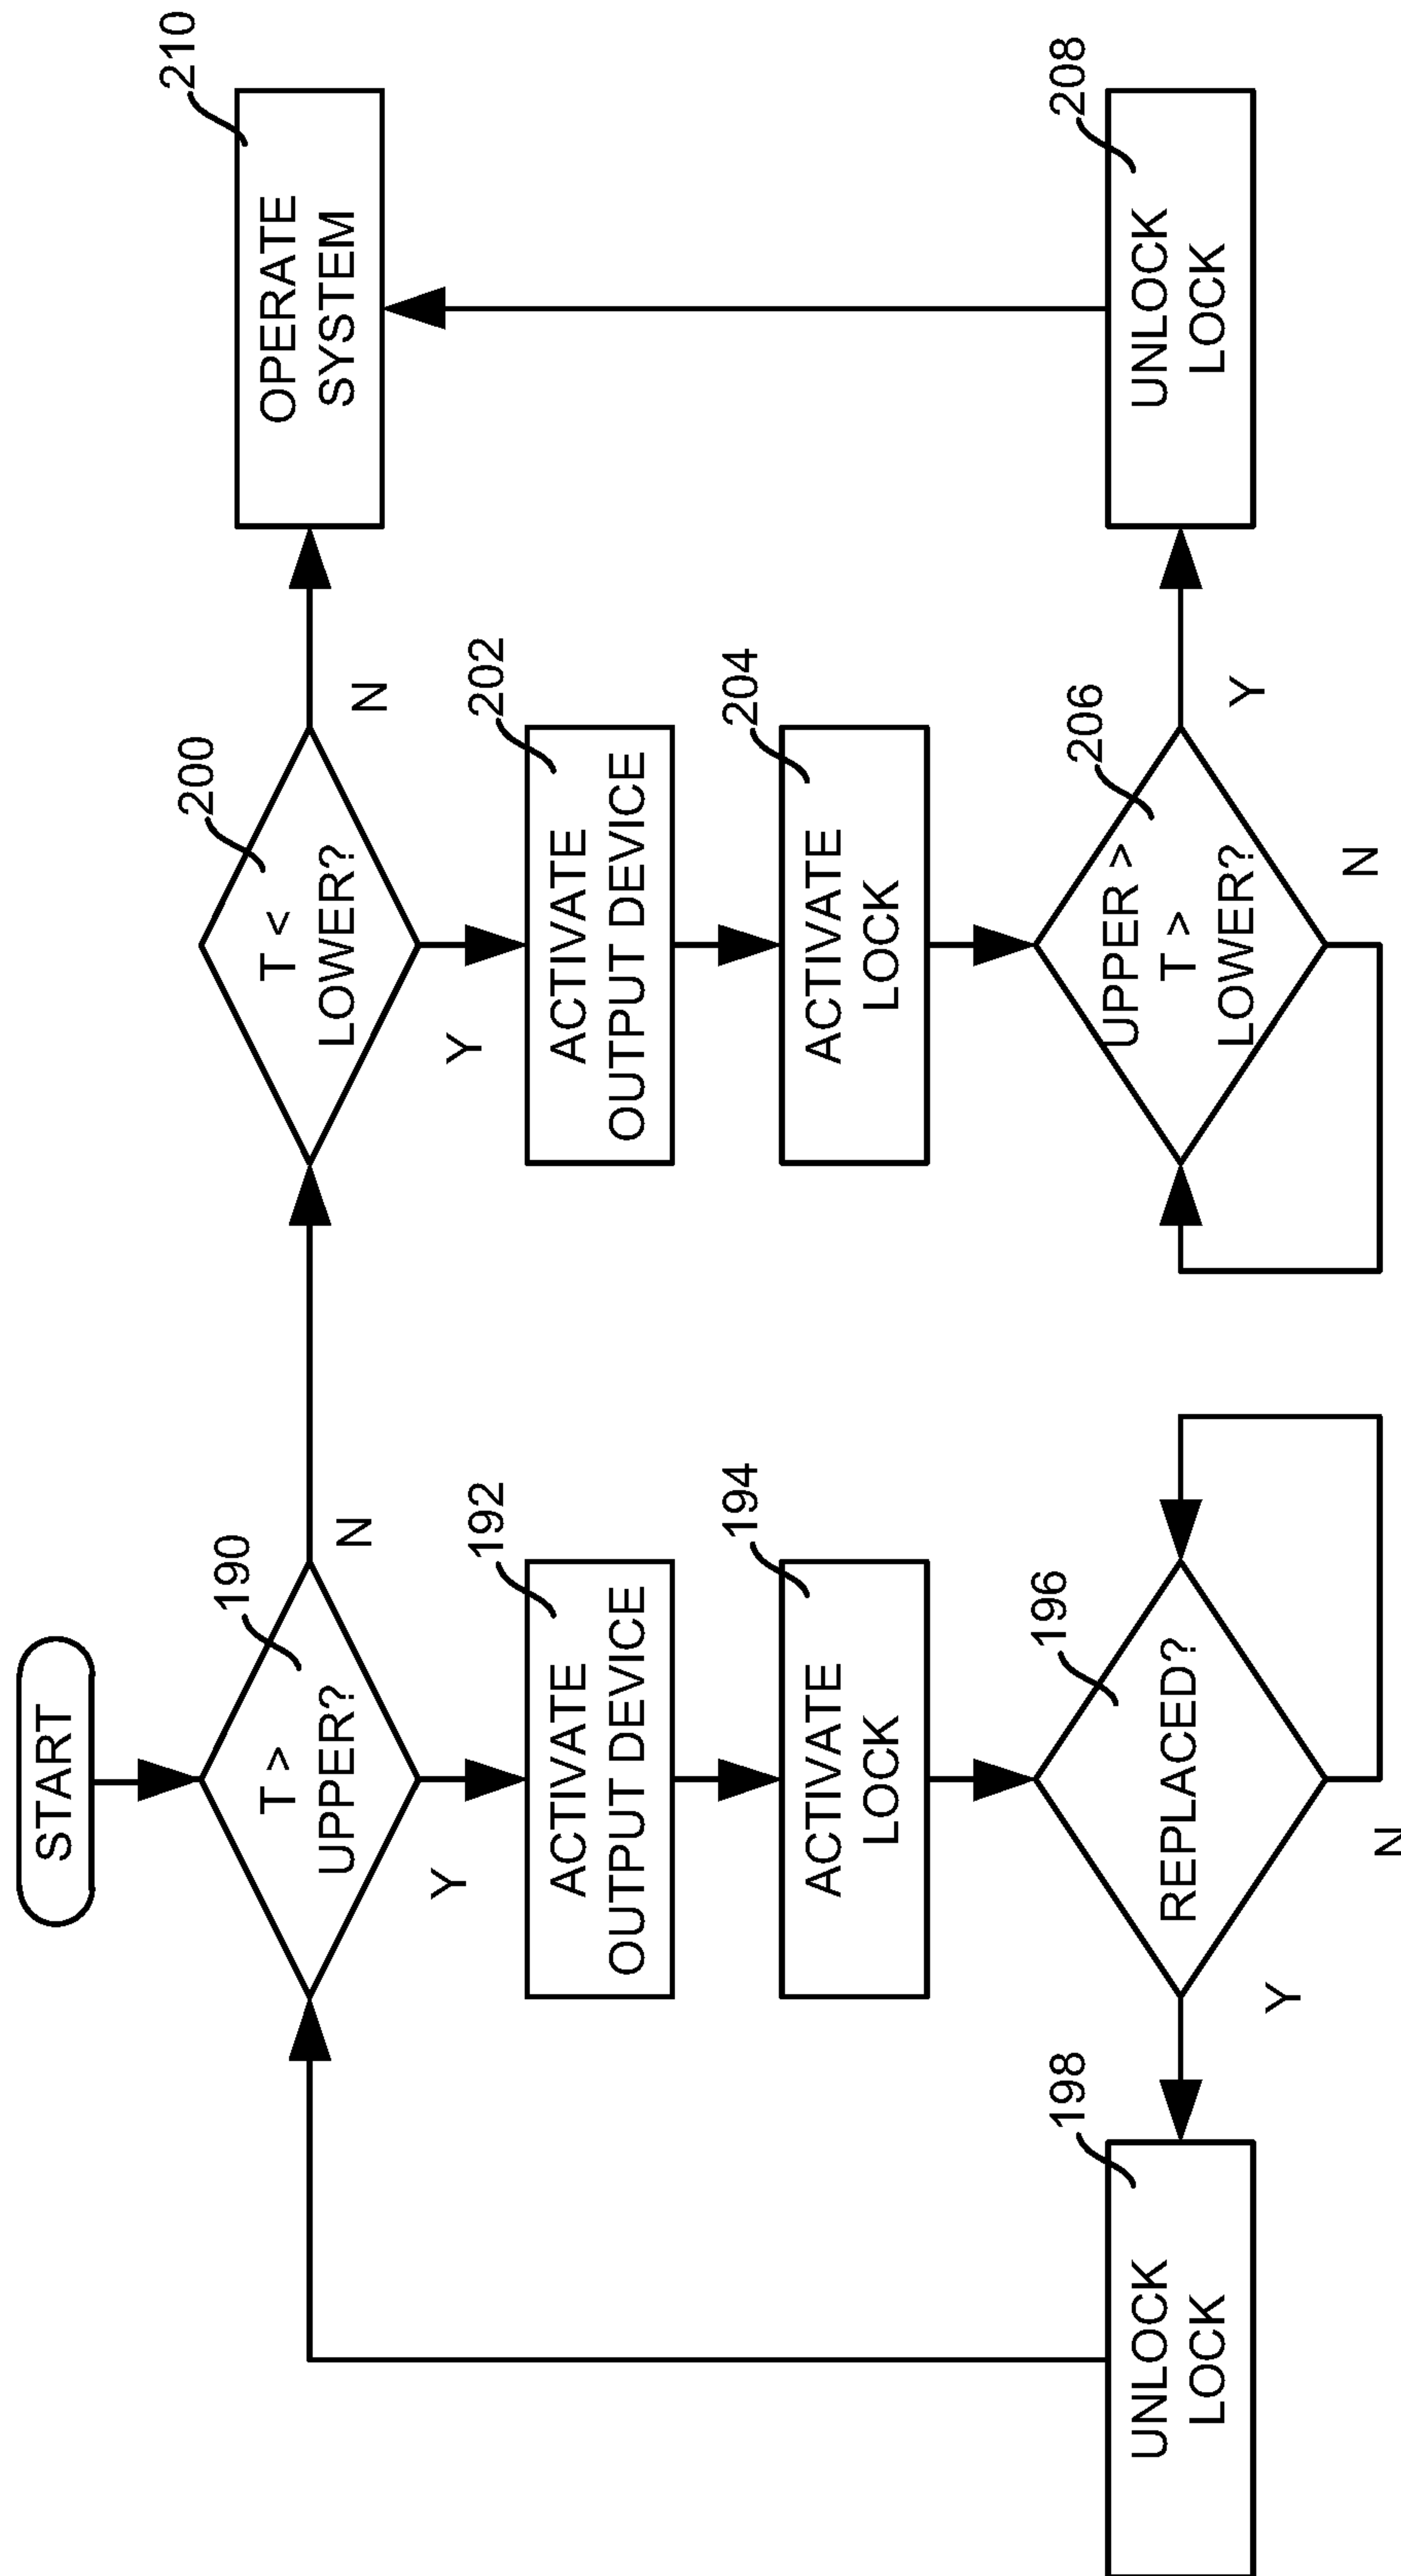 START
190
T >
UPPER?
Y
N
192
ACTIVATE
OUTPUT DEVICE
194
ACTIVATE
LOCK
196
REPLACED?
N
Y
198
UNLOCK
LOCK
200
T <
LOWER?
Y
N
202
ACTIVATE
OUTPUT DEVICE
204
ACTIVATE
LOCK
206
UPPER >
T >
LOWER?
N
Y
208
UNLOCK
LOCK
210
OPERATE
SYSTEM